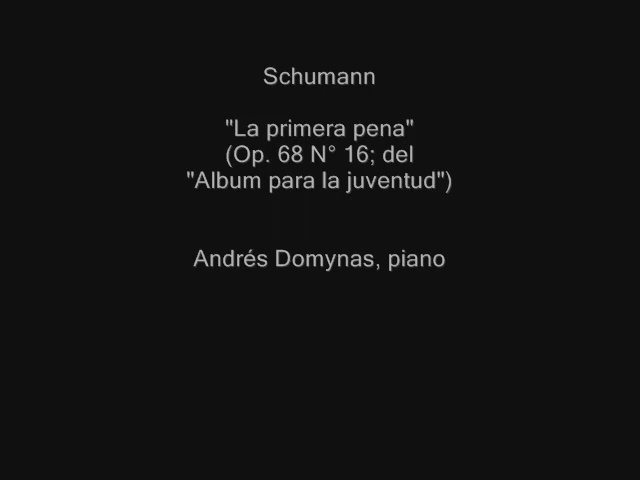 Schumann
"La primera pena"
(Op. 68 N° 16; del
"Album para la juventud")
Andrés Domynas, piano